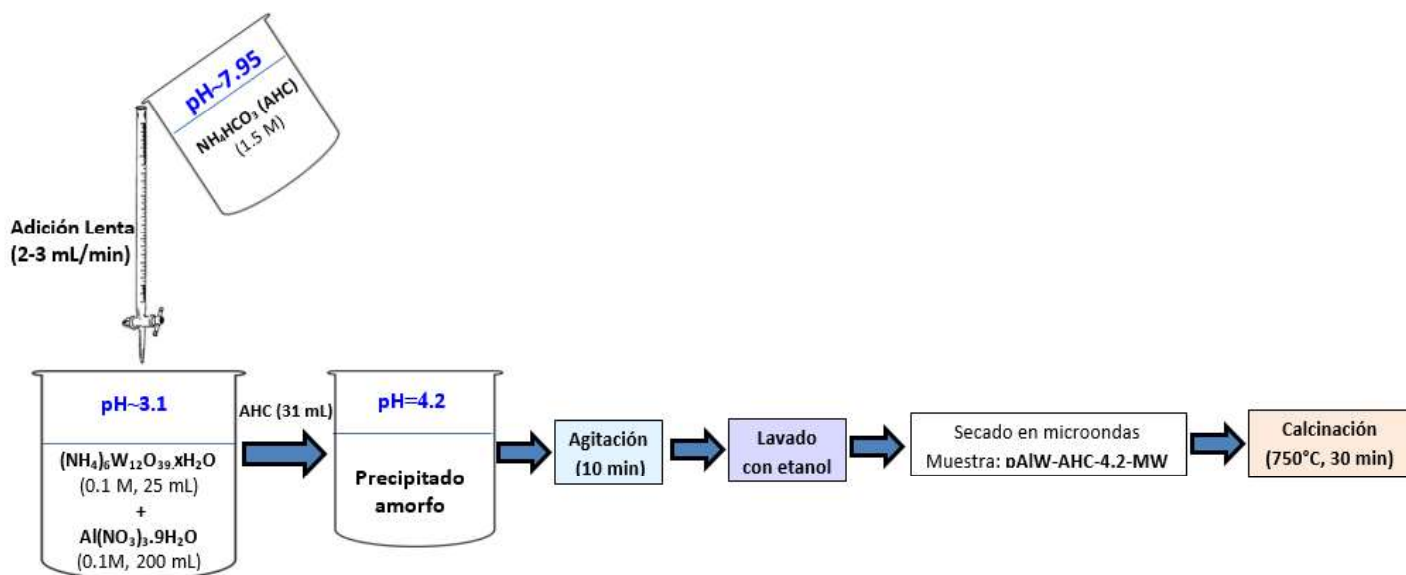 pH~7.95
NH₄HCO₃ (AHC)
(1.5 M)
Adición Lenta
(2-3 mL/min)
pH~3.1
(NH₄)₆W₁₂O₃₉.xH₂O
(0.1 M, 25 mL)
+
Al(NO₃)₃.9H₂O
(0.1M, 200 mL)
AHC (31 mL)
pH=4.2
Precipitado
amorfo
Agitación
(10 min)
Lavado
con etanol
Secado en microondas
Muestra: pAlW-AHC-4.2-MW
Calcinación
(750°C, 30 min)